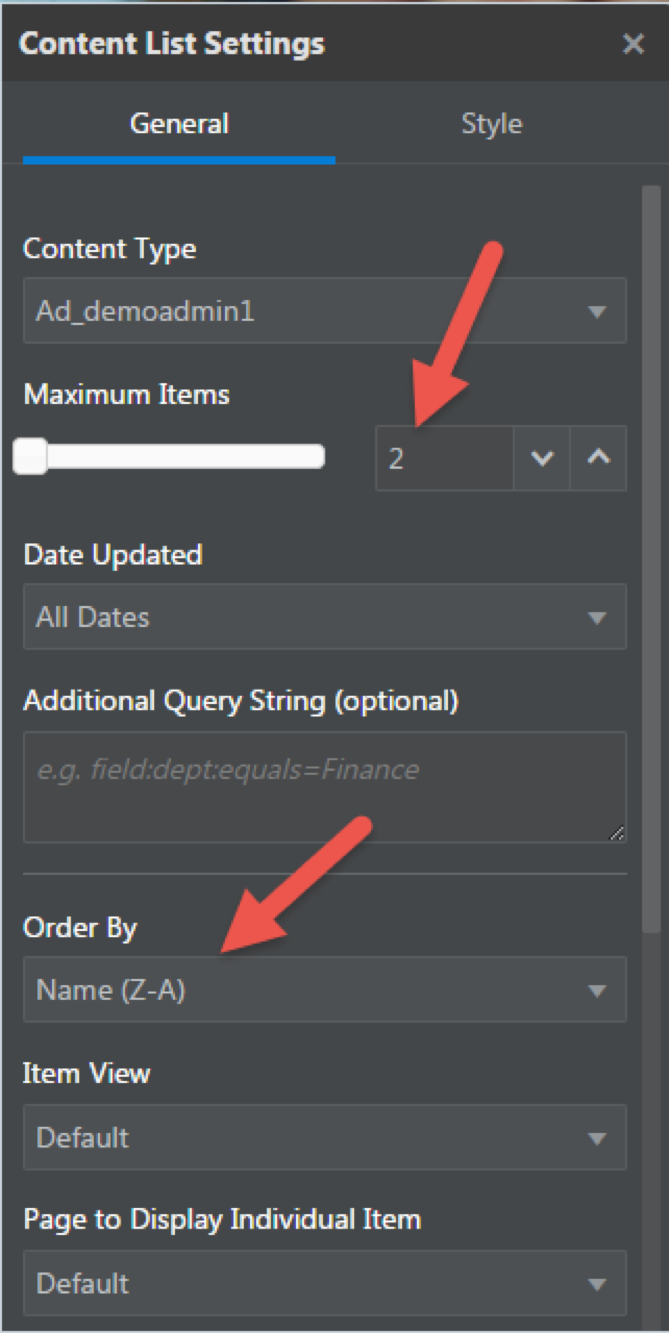 Content List Settings
General Style
Content Type
Ad_demoadmin1
Maximum Items
2
Date Updated
All Dates
Additional Query String (optional)
e.g. field:dept:equals=Finance
Order By
Name (Z-A)
Item View
Default
Page to Display Individual Item
Default